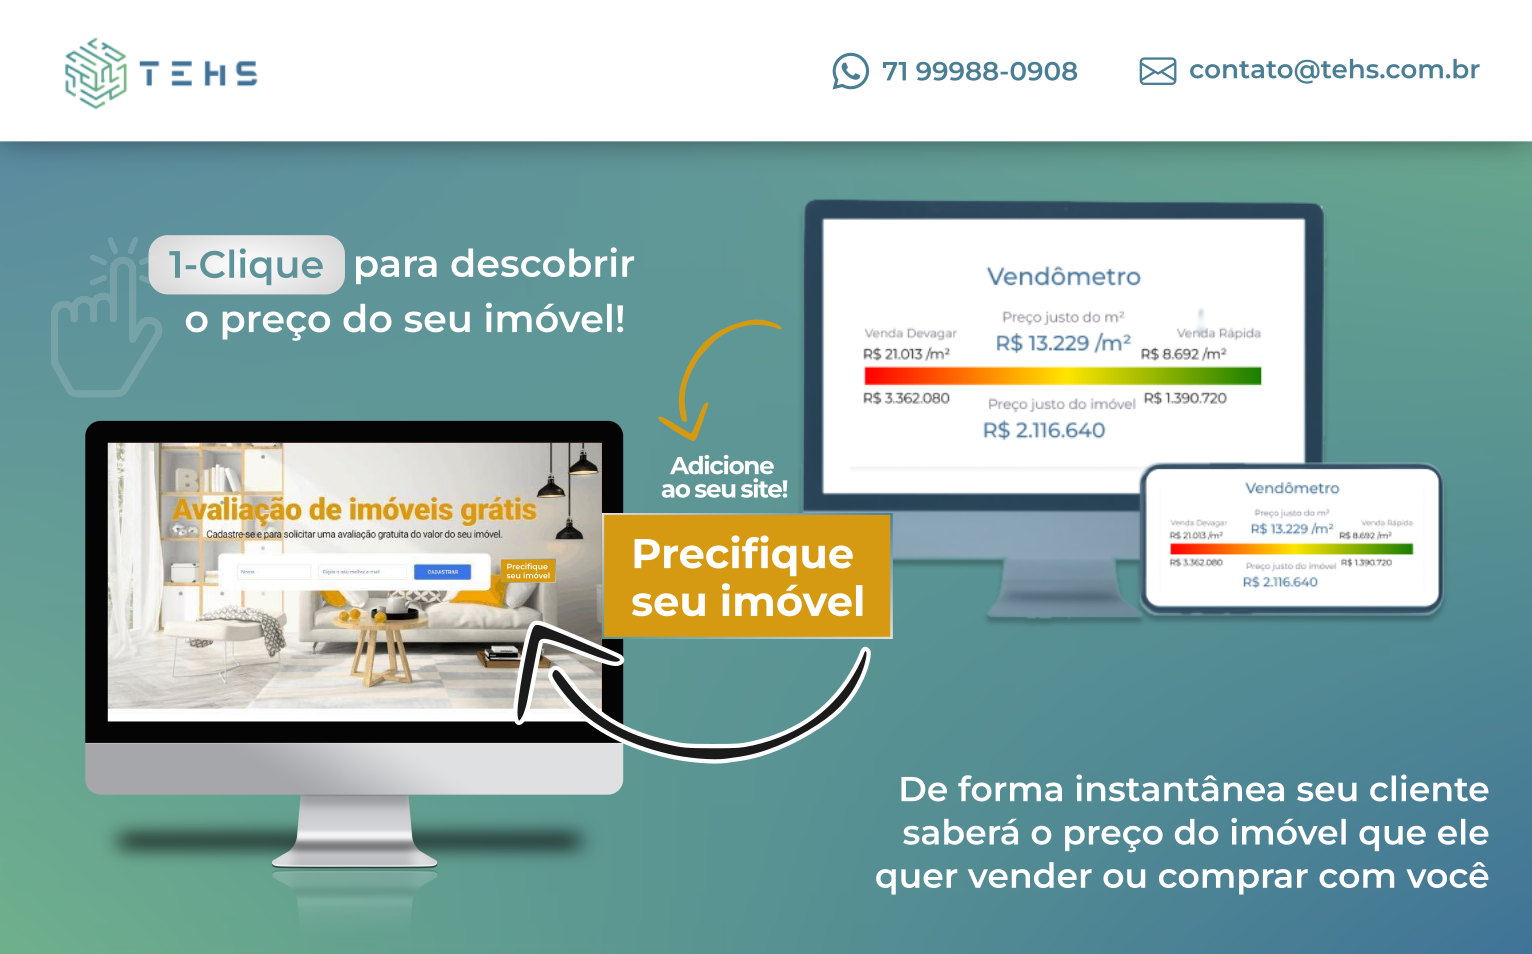 TEHS
71 99988-0908
contato@tehs.com.br
1-Clique para descobrir
o preço do seu imóvel!
Vendômetro
Preço justo do m²
Venda Devagar
Venda Rápida
R$ 21.013 /m²
R$ 13.229 /m²
R$ 8.692 /m²
R$ 3.362.080
Preço justo do imóvel
R$ 1.390.720
R$ 2.116.640
Adicione
ao seu site!
Precifique
seu imóvel
Avaliação de imóveis grátis
Cadastre-se e para solicitar uma avaliação gratuita do valor do seu imóvel.
Digite o seu melhor e-mail
CADASTRAR
Precifique
seu imóvel
Vendômetro
Preço justo do m²
Venda Devagar
Venda Rápida
R$ 21.013 /m²
R$ 13.229 /m²
R$ 8.692 /m²
R$ 3.362.080
Preço justo do imóvel
R$ 1.390.720
R$ 2.116.640
De forma instantânea seu cliente
saberá o preço do imóvel que ele
quer vender ou comprar com você